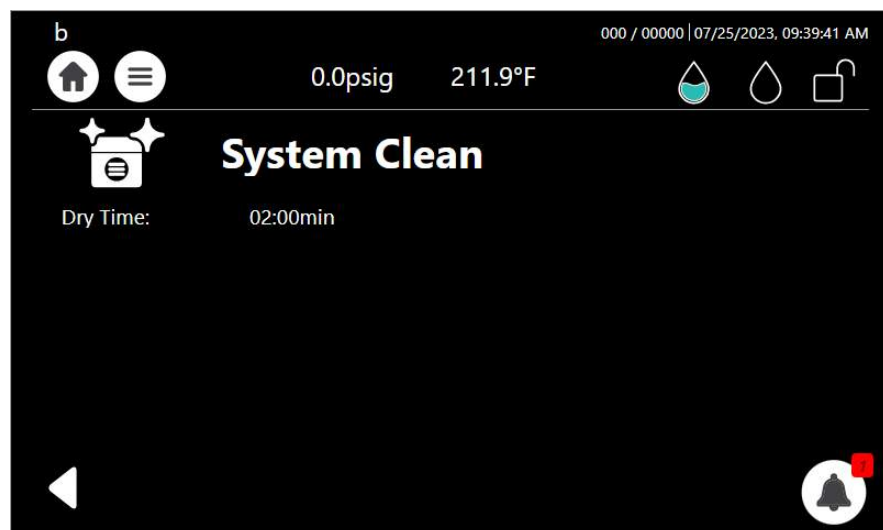 b
000 / 00000 07/25/2023, 09:39:41 AM
0.0psig 211.9°F
System Clean
Dry Time: 02:00min
1